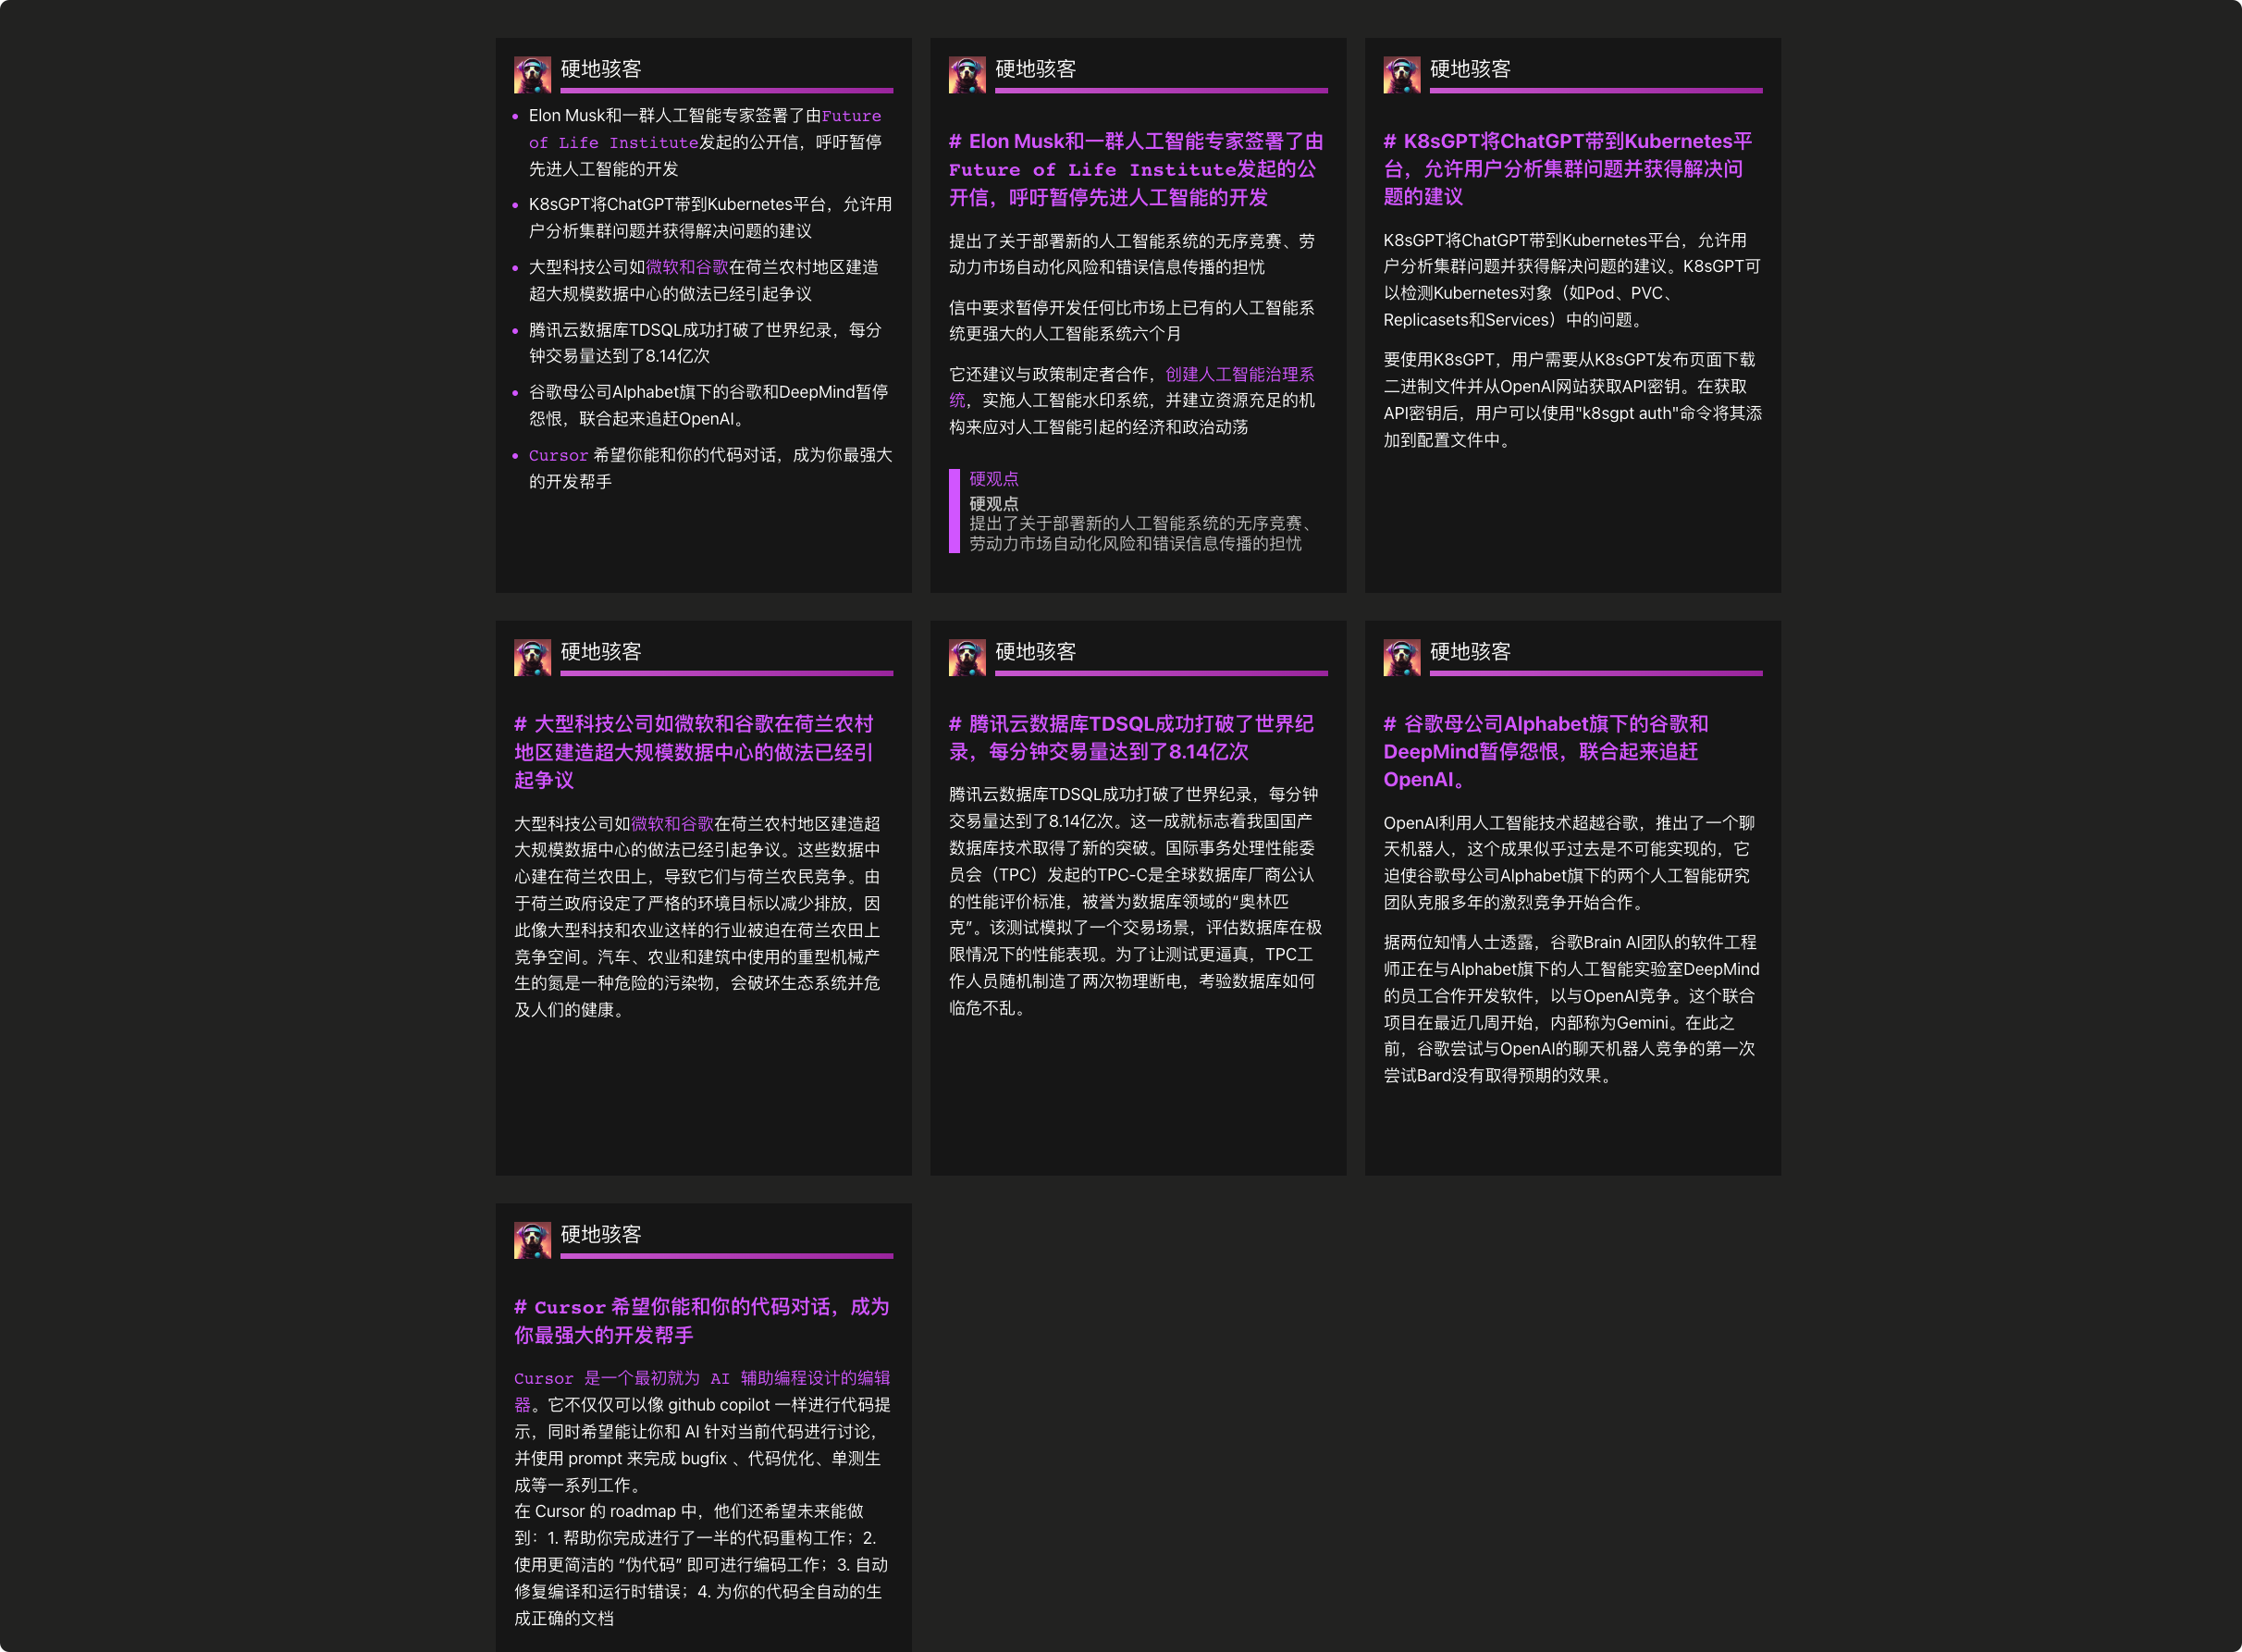 硬地骇客
Elon Musk和一群人工智能专家签署了由Future
of Life Institute发起的公开信，呼吁暂停
先进人工智能的开发
K8sGPT将ChatGPT带到Kubernetes平台，允许用
户分析集群问题并获得解决问题的建议
大型科技公司如微软和谷歌在荷兰农村地区建造
超大规模数据中心的做法已经引起争议
腾讯云数据库TDSQL成功打破了世界纪录，每分
钟交易量达到了8.14亿次
谷歌母公司Alphabet旗下的谷歌和DeepMind暂停
怨恨，联合起来追赶OpenAI。
Cursor 希望你能和你的代码对话，成为你最强大
的开发帮手
硬地骇客
# Elon Musk和一群人工智能专家签署了由
Future of Life Institute发起的公
开信，呼吁暂停先进人工智能的开发
提出了关于部署新的人工智能系统的无序竞赛、劳
动力市场自动化风险和错误信息传播的担忧
信中要求暂停开发任何比市场上已有的人工智能系
统更强大的人工智能系统六个月
它还建议与政策制定者合作，创建人工智能治理系
统，实施人工智能水印系统，并建立资源充足的机
构来应对人工智能引起的经济和政治动荡
硬观点
硬观点
提出了关于部署新的人工智能系统的无序竞赛、
劳动力市场自动化风险和错误信息传播的担忧
硬地骇客
# K8sGPT将ChatGPT带到Kubernetes平
台，允许用户分析集群问题并获得解决问
题的建议
K8sGPT将ChatGPT带到Kubernetes平台，允许用
户分析集群问题并获得解决问题的建议。K8sGPT可
以检测Kubernetes对象（如Pod、PVC、
Replicasets和Services）中的问题。
要使用K8sGPT，用户需要从K8sGPT发布页面下载
二进制文件并从OpenAI网站获取API密钥。在获取
API密钥后，用户可以使用"k8sgpt auth"命令将其添
加到配置文件中。
硬地骇客
# 大型科技公司如微软和谷歌在荷兰农村
地区建造超大规模数据中心的做法已经引
起争议
大型科技公司如微软和谷歌在荷兰农村地区建造超
大规模数据中心的做法已经引起争议。这些数据中
心建在荷兰农田上，导致它们与荷兰农民竞争。由
于荷兰政府设定了严格的环境目标以减少排放，因
此像大型科技和农业这样的行业被迫在荷兰农田上
竞争空间。汽车、农业和建筑中使用的重型机械产
生的氮是一种危险的污染物，会破坏生态系统并危
及人们的健康。
硬地骇客
# 腾讯云数据库TDSQL成功打破了世界纪
录，每分钟交易量达到了8.14亿次
腾讯云数据库TDSQL成功打破了世界纪录，每分钟
交易量达到了8.14亿次。这一成就标志着我国国产
数据库技术取得了新的突破。国际事务处理性能委
员会（TPC）发起的TPC-C是全球数据库厂商公认
的性能评价标准，被誉为数据库领域的“奥林匹
克”。该测试模拟了一个交易场景，评估数据库在极
限情况下的性能表现。为了让测试更逼真，TPC工
作人员随机制造了两次物理断电，考验数据库如何
临危不乱。
硬地骇客
# 谷歌母公司Alphabet旗下的谷歌和
DeepMind暂停怨恨，联合起来追赶
OpenAI。
OpenAI利用人工智能技术超越谷歌，推出了一个聊
天机器人，这个成果似乎过去是不可能实现的，它
迫使谷歌母公司Alphabet旗下的两个人工智能研究
团队克服多年的激烈竞争开始合作。
据两位知情人士透露，谷歌Brain AI团队的软件工程
师正在与Alphabet旗下的人工智能实验室DeepMind
的员工合作开发软件，以与OpenAI竞争。这个联合
项目在最近几周开始，内部称为Gemini。在此之
前，谷歌尝试与OpenAI的聊天机器人竞争的第一次
尝试Bard没有取得预期的效果。
硬地骇客
# Cursor 希望你能和你的代码对话，成为
你最强大的开发帮手
Cursor 是一个最初就为 AI 辅助编程设计的编辑
器。它不仅仅可以像 github copilot 一样进行代码提
示，同时希望能让你和 AI 针对当前代码进行讨论，
并使用 prompt 来完成 bugfix 、代码优化、单测生
成等一系列工作。
在 Cursor 的 roadmap 中，他们还希望未来能做
到：1. 帮助你完成进行了一半的代码重构工作；2.
使用更简洁的 “伪代码” 即可进行编码工作；3. 自动
修复编译和运行时错误；4. 为你的代码全自动的生
成正确的文档